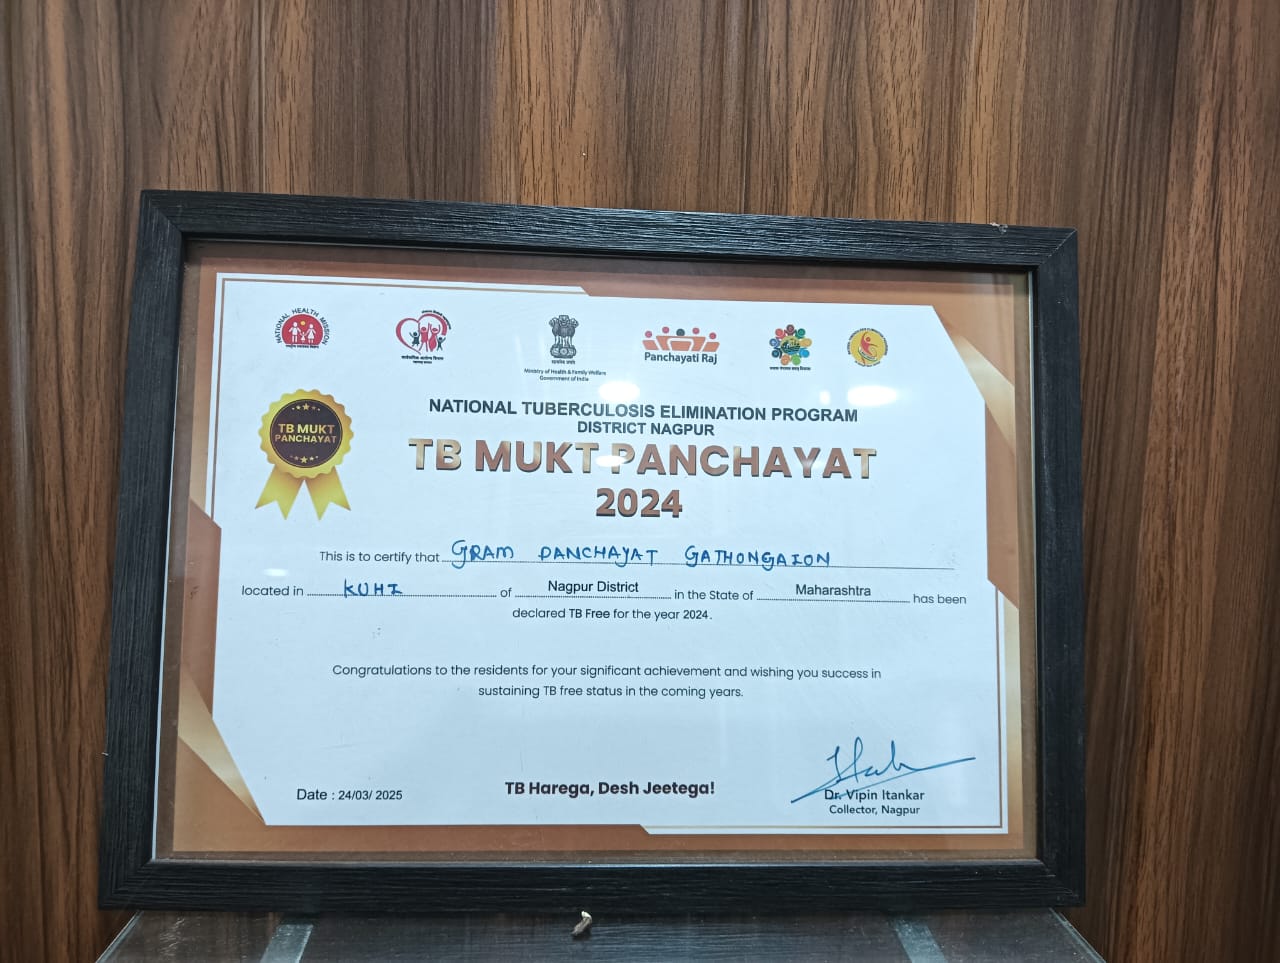 NATIONAL HEALTH MISSION
Ministry of Health & Family Welfare
Government of India
Panchayati Raj
TB MUKT
PANCHAYAT
NATIONAL TUBERCULOSIS ELIMINATION PROGRAM
DISTRICT NAGPUR
TB MUKT PANCHAYAT
2024
This is to certify that GRAM PANCHAYAT GATHONGAION
located in KUHI of Nagpur District in the State of Maharashtra has been
declared TB Free for the year 2024.
Congratulations to the residents for your significant achievement and wishing you success in
sustaining TB free status in the coming years.
Date : 24/03/ 2025
TB Harega, Desh Jeetega!
Dr. Vipin Itankar
Collector, Nagpur